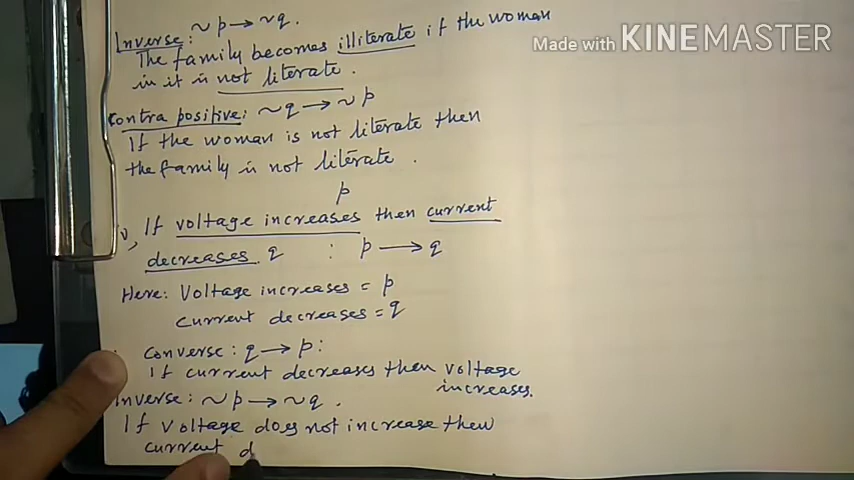 Inverse: ~p→~q.
The family becomes illiterate if the woman
in it is not literate.
Contra positive: ~q→~p
If the woman is not literate then
the family is not literate.
p
v, If voltage increases then current
decreases. q : p→q
Here: Voltage increases = p
current decreases = q
Converse: q→p:
If current decreases then voltage
increases.
Inverse: ~p→~q.
If voltage does not increase then
current d
Made with KINEMASTER